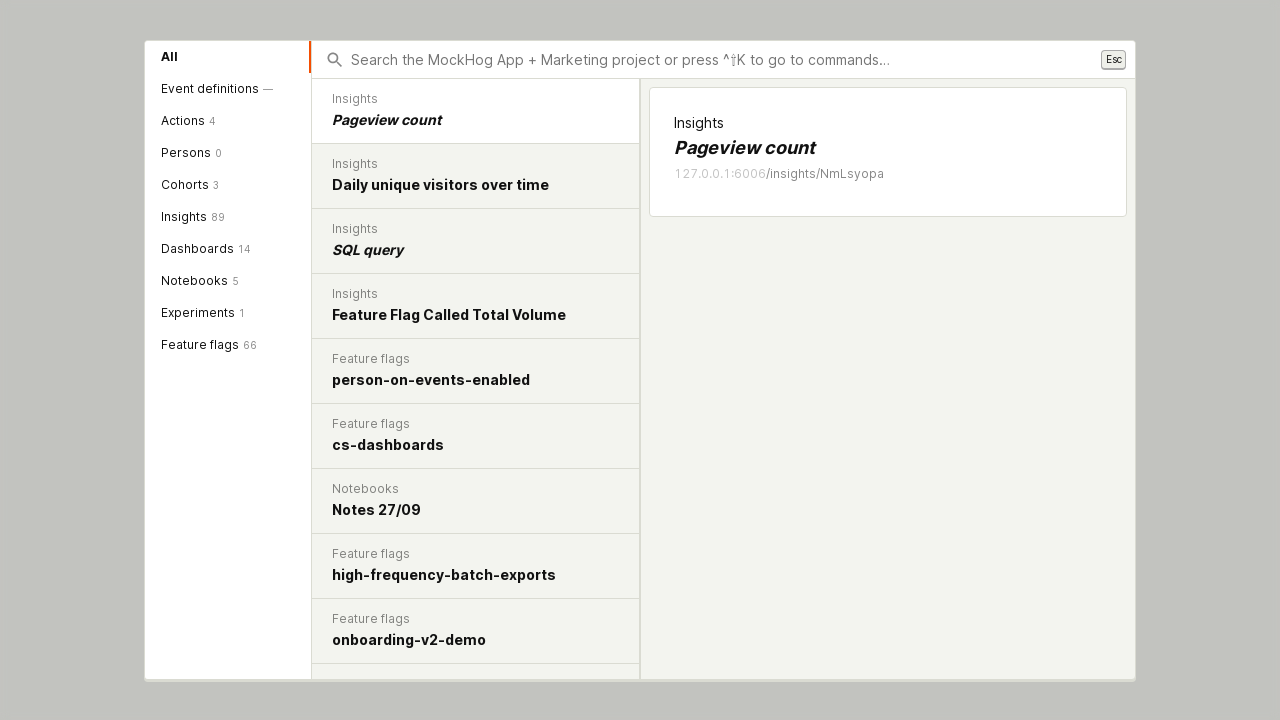 All
Event definitions —
Actions 4
Persons 0
Cohorts 3
Insights 89
Dashboards 14
Notebooks 5
Experiments 1
Feature flags 66
Search the MockHog App + Marketing project or press ^⇧K to go to commands…
Esc
Insights
Pageview count
Insights
Daily unique visitors over time
Insights
SQL query
Insights
Feature Flag Called Total Volume
Feature flags
person-on-events-enabled
Feature flags
cs-dashboards
Notebooks
Notes 27/09
Feature flags
high-frequency-batch-exports
Feature flags
onboarding-v2-demo
Insights
Pageview count
127.0.0.1:6006/insights/NmLsyopa